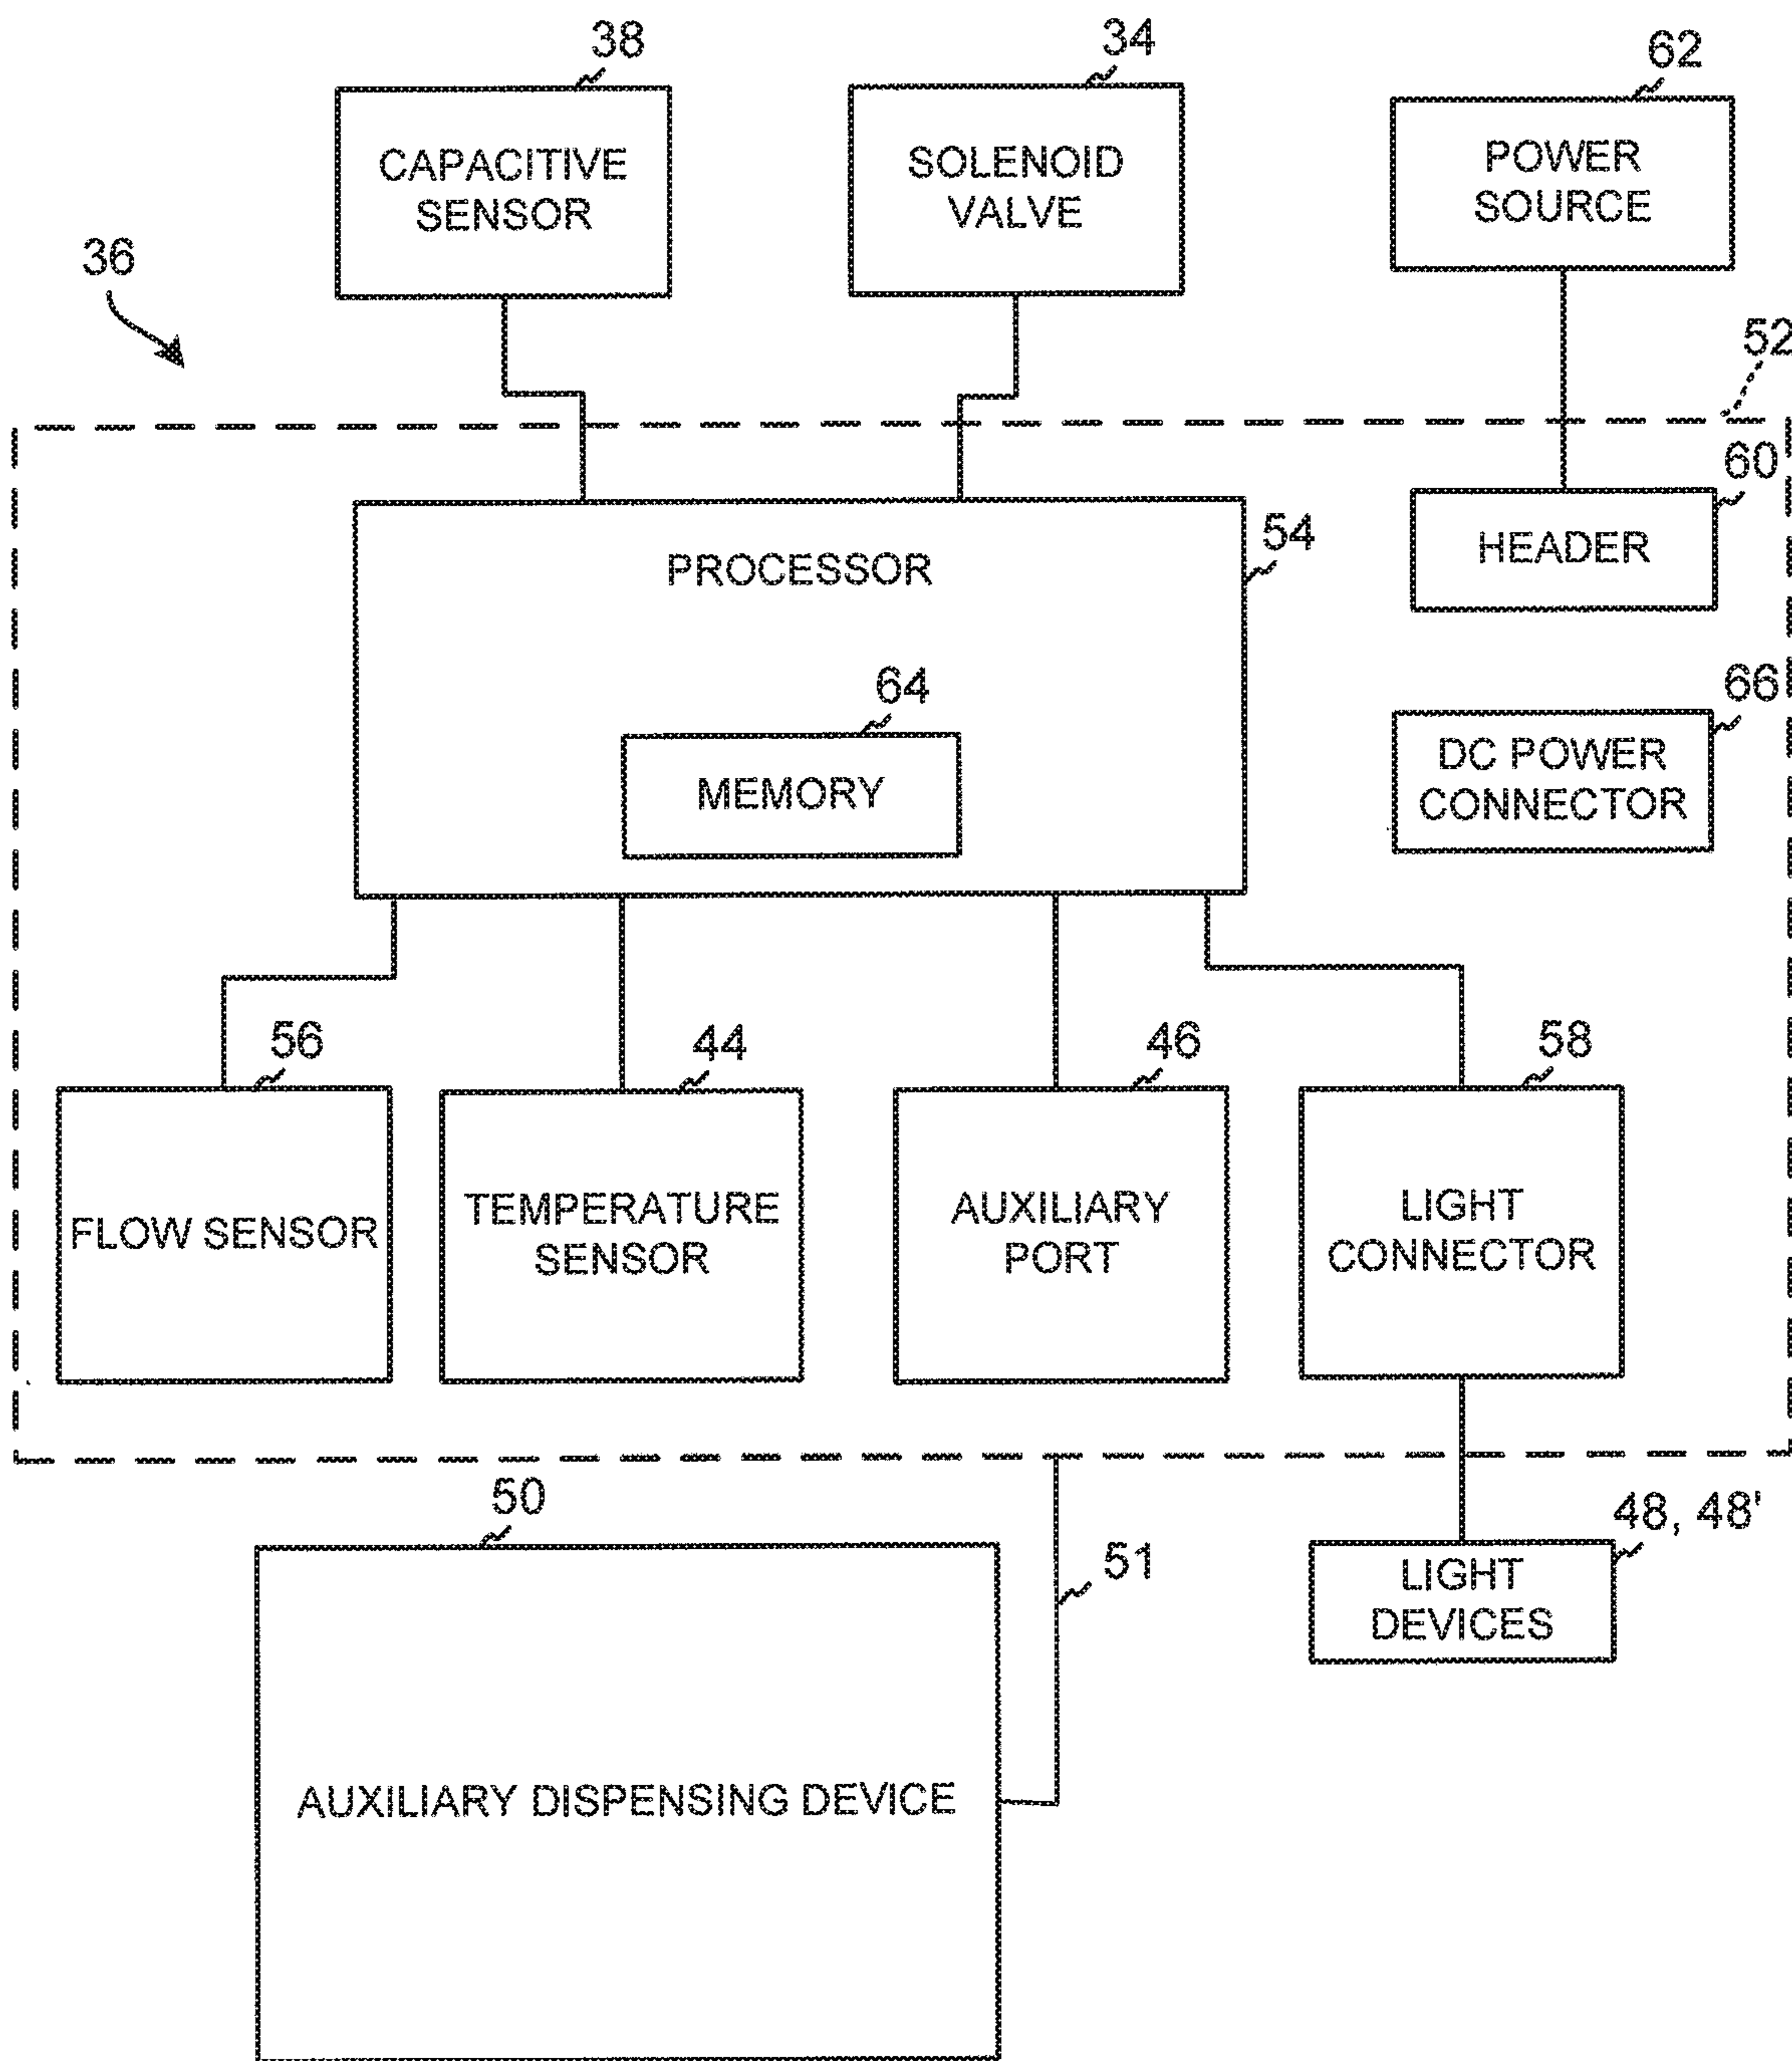 38
34
62
CAPACITIVE
SENSOR
SOLENOID
VALVE
POWER
SOURCE
36
52
60
HEADER
54
PROCESSOR
64
MEMORY
66
DC POWER
CONNECTOR
56
44
46
58
FLOW SENSOR
TEMPERATURE
SENSOR
AUXILIARY
PORT
LIGHT
CONNECTOR
50
51
48, 48'
LIGHT
DEVICES
AUXILIARY DISPENSING DEVICE